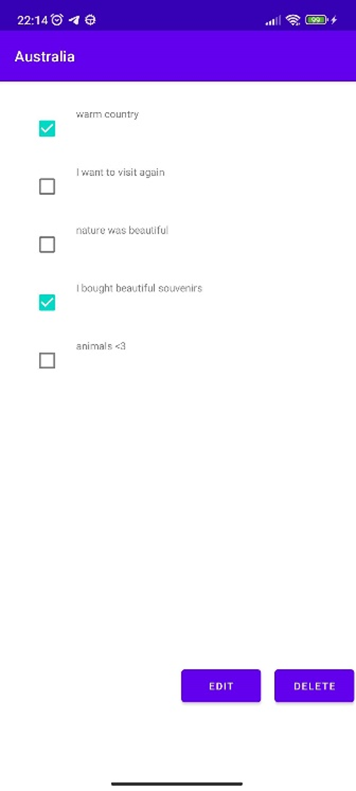 22:14
99
Australia
warm country
I want to visit again
nature was beautiful
I bought beautiful souvenirs
animals <3
EDIT
DELETE